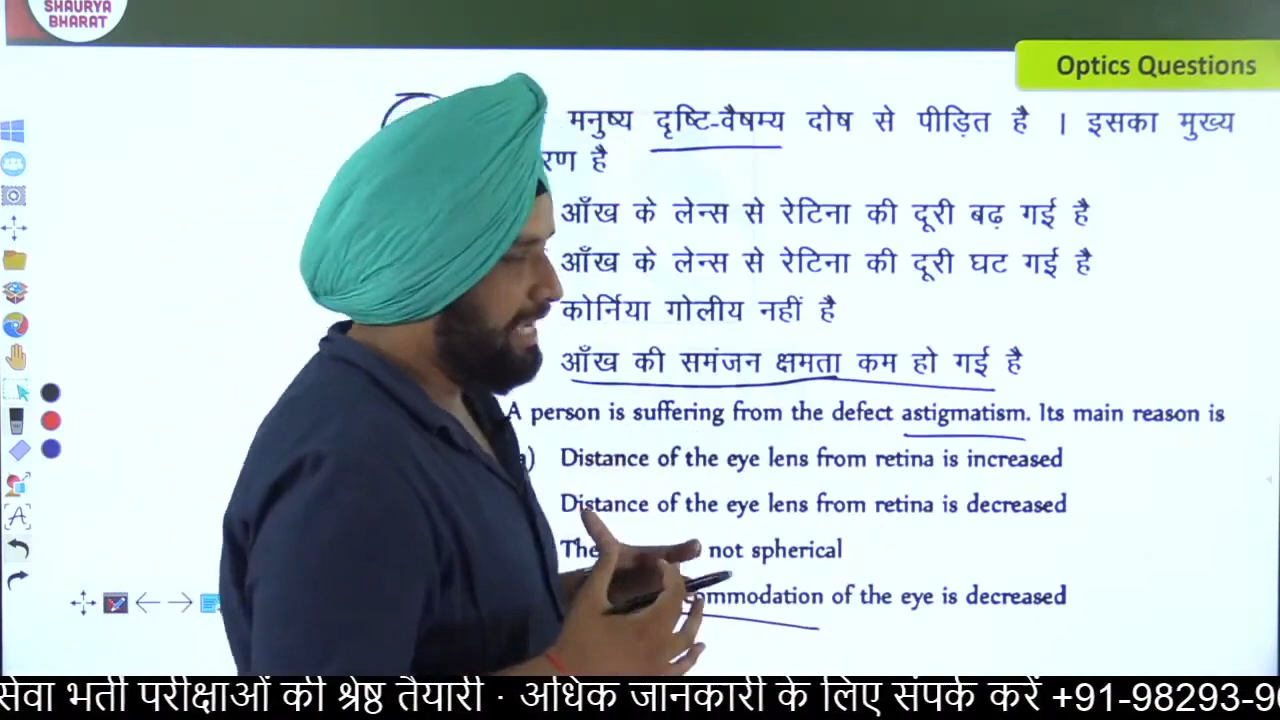 SHAURYA
BHARAT
Optics Questions
मनुष्य दृष्टि-वैषम्य दोष से पीड़ित है । इसका मुख्य
है
आँख के लेन्स से रेटिना की दूरी बढ़ गई है
आँख के लेन्स से रेटिना की दूरी घट गई है
कोर्निया गोलीय नहीं है
आँख की समंजन क्षमता कम हो गई है
A person is suffering from the defect astigmatism. Its main reason is
Distance of the eye lens from retina is increased
Distance of the eye lens from retina is decreased
not spherical
of the eye is decreased
सेवा भर्ती परीक्षाओं की श्रेष्ठ तैयारी · अधिक जानकारी के लिए संपर्क करें +91-98293-9